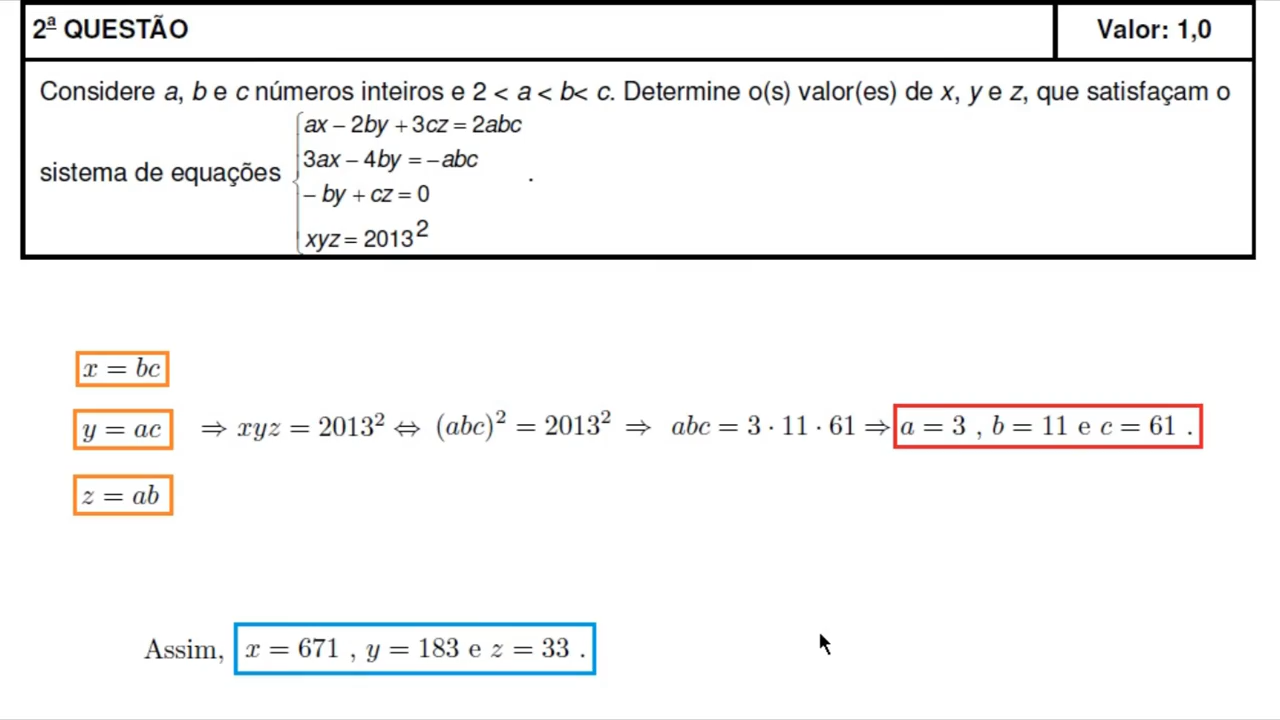 2ª QUESTÃO
Valor: 1,0
Considere a, b e c números inteiros e 2 < a < b< c. Determine o(s) valor(es) de x, y e z, que satisfaçam o
sistema de equações
ax – 2by + 3cz = 2abc
3ax – 4by = –abc
– by + cz = 0
xyz = 2013²
.
x = bc
y = ac
z = ab
⇒ xyz = 2013² ⇔ (abc)² = 2013² ⇒ abc = 3 · 11 · 61 ⇒ a = 3 , b = 11 e c = 61 .
Assim, x = 671 , y = 183 e z = 33 .